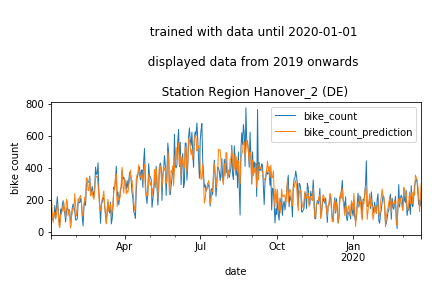 trained with data until 2020-01-01
displayed data from 2019 onwards
Station Region Hanover_2 (DE)
800
600
400
200
0
bike count
bike_count
bike_count_prediction
Apr
Jul
Oct
Jan
2020
date